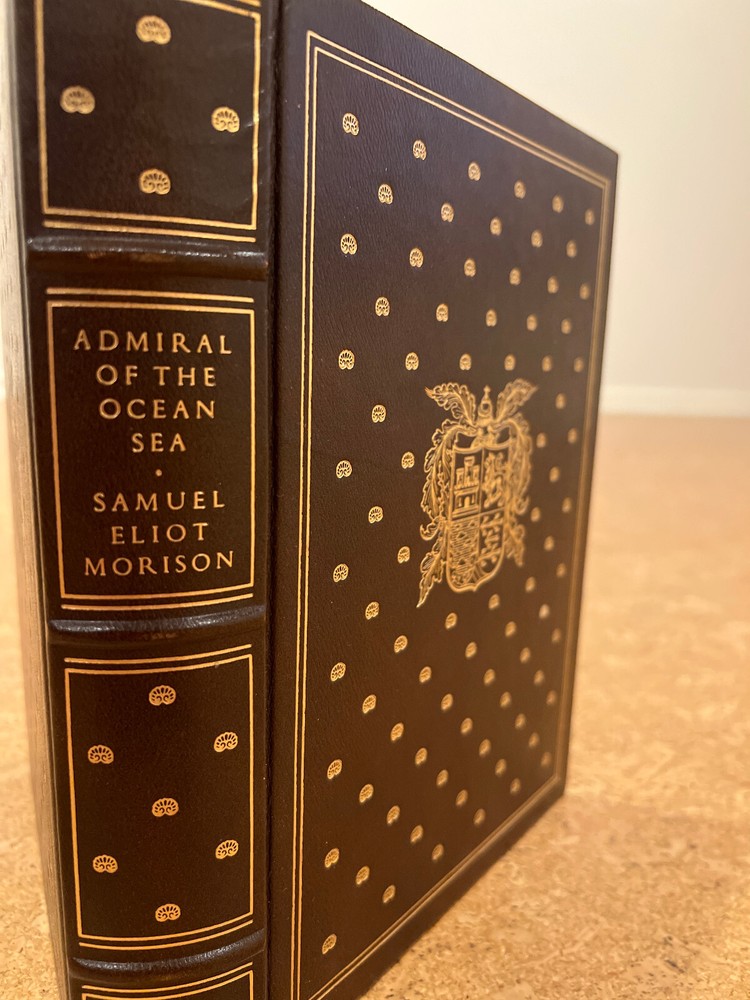 ADMIRAL
OF THE
OCEAN
SEA
·
SAMUEL
ELIOT
MORISON